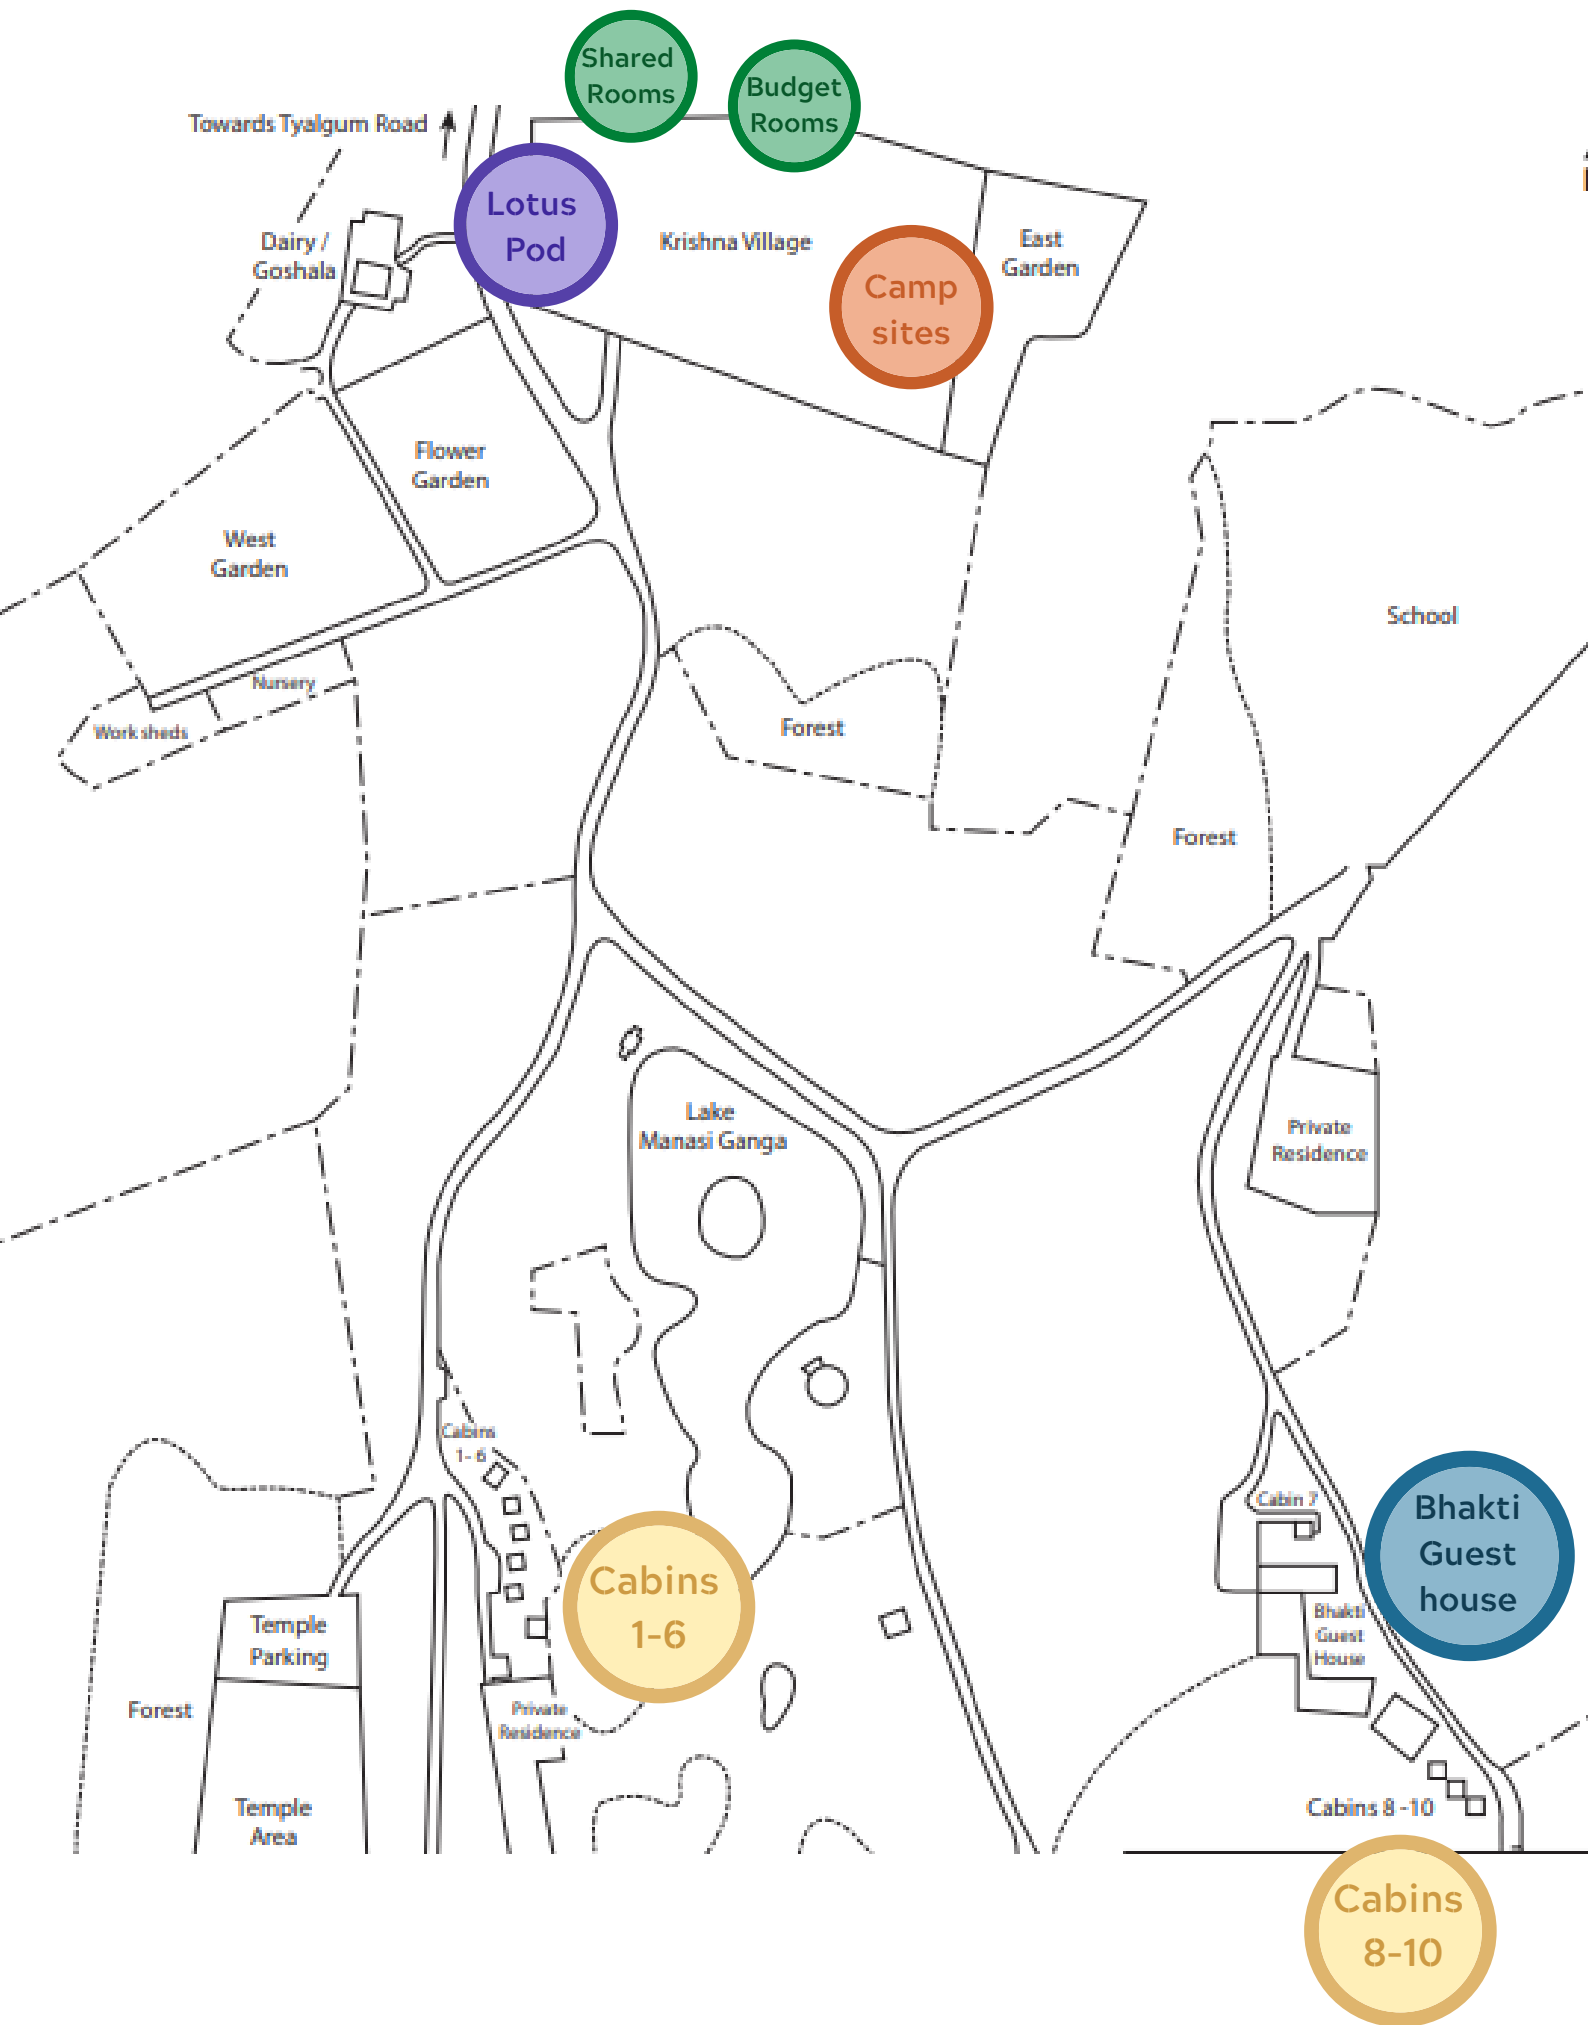 Shared
Rooms
Budget
Rooms
Towards Tyalgum Road
Lotus
Pod
Dairy /
Goshala
Krishna Village
East
Garden
Camp
sites
Flower
Garden
West
Garden
School
Nursery
Work sheds
Forest
Forest
Lake
Manasi Ganga
Private
Residence
Cabins
1- 6
Cabin 7
Bhakti
Guest
house
Cabins
1-6
Temple
Parking
Bhakti
Guest
House
Forest
Private
Residence
Temple
Area
Cabins 8 -10
Cabins
8-10